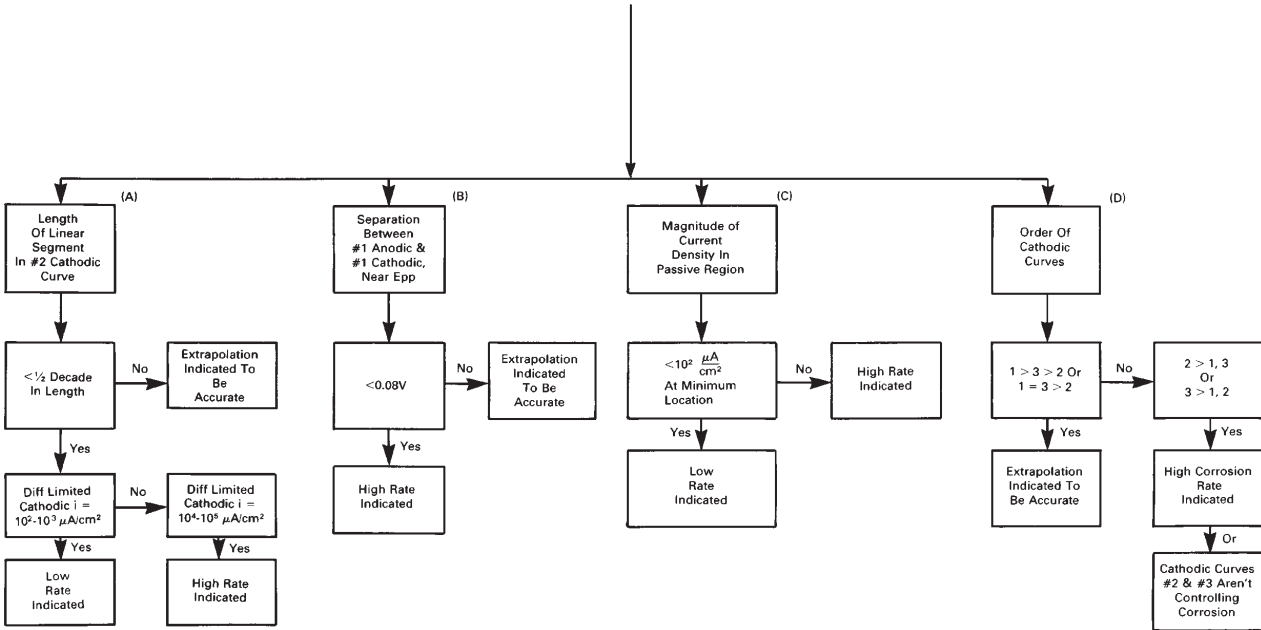 (A)
Length
Of Linear
Segment
In #2 Cathodic
Curve
<½ Decade
In Length
No
Extrapolation
Indicated To
Be
Accurate
Yes
Diff Limited
Cathodic i =
10²-10³ μA/cm²
No
Diff Limited
Cathodic i =
10⁴-10⁵ μA/cm²
Yes
Low
Rate
Indicated
Yes
High Rate
Indicated
(B)
Separation
Between
#1 Anodic &
#1 Cathodic,
Near Epp
<0.08V
No
Extrapolation
Indicated
To Be
Accurate
Yes
High Rate
Indicated
(C)
Magnitude of
Current
Density In
Passive Region
<10² μA
cm²
At Minimum
Location
No
High Rate
Indicated
Yes
Low
Rate
Indicated
(D)
Order Of
Cathodic
Curves
1 > 3 > 2 Or
1 = 3 > 2
No
2 > 1, 3
Or
3 > 1, 2
Yes
Extrapolation
Indicated To
Be Accurate
Yes
High Corrosion
Rate
Indicated
Or
Cathodic Curves
#2 & #3 Aren't
Controlling
Corrosion